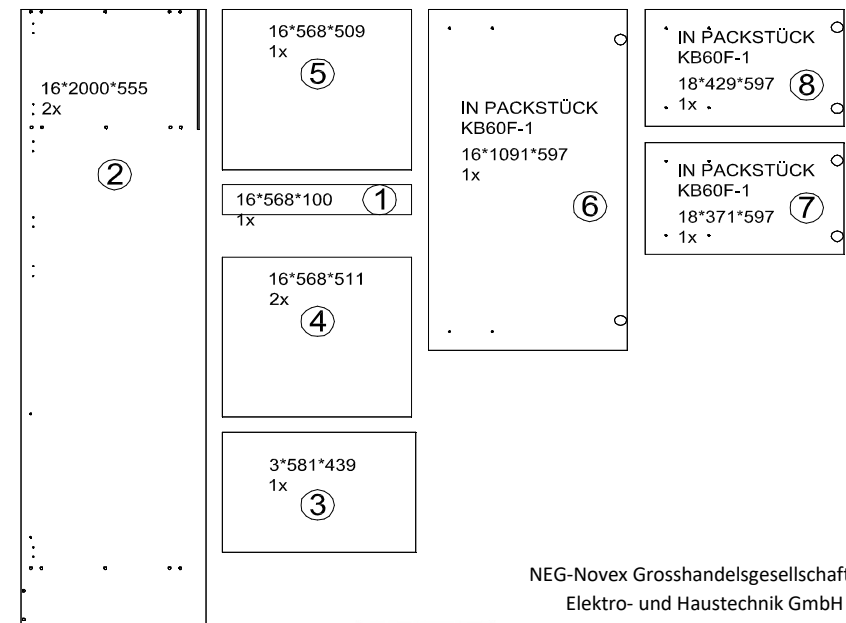 16*2000*555
2x
2
16*568*509
1x
5
16*568*100
1x
1
16*568*511
2x
4
3*581*439
1x
3
IN PACKSTÜCK
KB60F-1
16*1091*597
1x
6
IN PACKSTÜCK
KB60F-1
18*429*597
1x
8
IN PACKSTÜCK
KB60F-1
18*371*597
1x
7
NEG-Novex Grosshandelsgesellschaft
Elektro- und Haustechnik GmbH